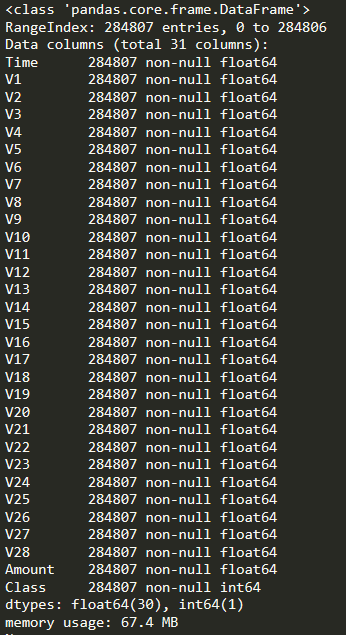 <class 'pandas.core.frame.DataFrame'>
RangeIndex: 284807 entries, 0 to 284806
Data columns (total 31 columns):
Time      284807 non-null float64
V1        284807 non-null float64
V2        284807 non-null float64
V3        284807 non-null float64
V4        284807 non-null float64
V5        284807 non-null float64
V6        284807 non-null float64
V7        284807 non-null float64
V8        284807 non-null float64
V9        284807 non-null float64
V10       284807 non-null float64
V11       284807 non-null float64
V12       284807 non-null float64
V13       284807 non-null float64
V14       284807 non-null float64
V15       284807 non-null float64
V16       284807 non-null float64
V17       284807 non-null float64
V18       284807 non-null float64
V19       284807 non-null float64
V20       284807 non-null float64
V21       284807 non-null float64
V22       284807 non-null float64
V23       284807 non-null float64
V24       284807 non-null float64
V25       284807 non-null float64
V26       284807 non-null float64
V27       284807 non-null float64
V28       284807 non-null float64
Amount    284807 non-null float64
Class     284807 non-null int64
dtypes: float64(30), int64(1)
memory usage: 67.4 MB